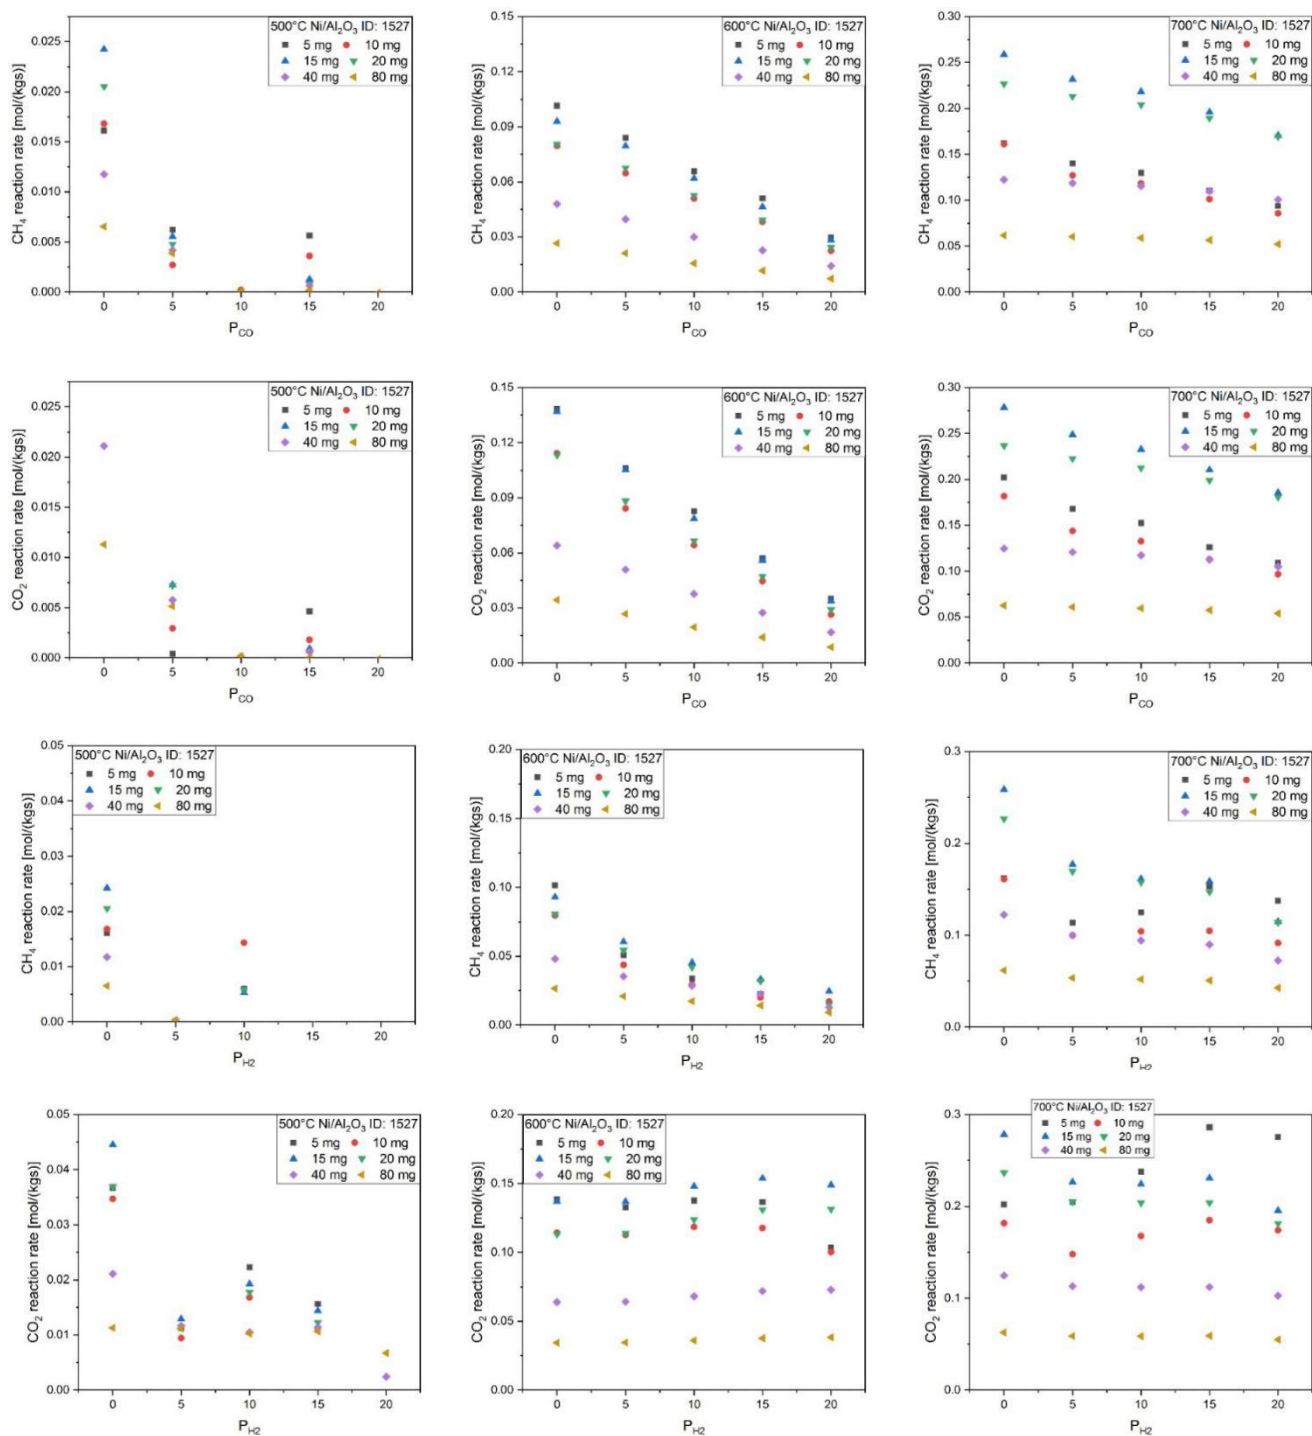 500°C Ni/Al2O3 ID: 1527
5 mg 10 mg
15 mg 20 mg
40 mg 80 mg
CH4 reaction rate [mol/(kgs)]
0.025
0.020
0.015
0.010
0.005
0.000
0 5 10 15 20
PCO
600°C Ni/Al2O3 ID: 1527
5 mg 10 mg
15 mg 20 mg
40 mg 80 mg
CH4 reaction rate [mol/(kgs)]
0.15
0.12
0.09
0.06
0.03
0.00
0 5 10 15 20
PCO
700°C Ni/Al2O3 ID: 1527
5 mg 10 mg
15 mg 20 mg
40 mg 80 mg
CH4 reaction rate [mol/(kgs)]
0.30
0.25
0.20
0.15
0.10
0.05
0.00
0 5 10 15 20
PCO
500°C Ni/Al2O3 ID: 1527
5 mg 10 mg
15 mg 20 mg
40 mg 80 mg
CO2 reaction rate [mol/(kgs)]
0.025
0.020
0.015
0.010
0.005
0.000
0 5 10 15 20
PCO
600°C Ni/Al2O3 ID: 1527
5 mg 10 mg
15 mg 20 mg
40 mg 80 mg
CO2 reaction rate [mol/(kgs)]
0.15
0.12
0.09
0.06
0.03
0.00
0 5 10 15 20
PCO
700°C Ni/Al2O3 ID: 1527
5 mg 10 mg
15 mg 20 mg
40 mg 80 mg
CO2 reaction rate [mol/(kgs)]
0.30
0.25
0.20
0.15
0.10
0.05
0.00
0 5 10 15 20
PCO
500°C Ni/Al2O3 ID: 1527
5 mg 10 mg
15 mg 20 mg
40 mg 80 mg
CH4 reaction rate [mol/(kgs)]
0.05
0.04
0.03
0.02
0.01
0.00
0 5 10 15 20
PH2
600°C Ni/Al2O3 ID: 1527
5 mg 10 mg
15 mg 20 mg
40 mg 80 mg
CH4 reaction rate [mol/(kgs)]
0.20
0.15
0.10
0.05
0.00
0 5 10 15 20
PH2
700°C Ni/Al2O3 ID: 1527
5 mg 10 mg
15 mg 20 mg
40 mg 80 mg
CH4 reaction rate [mol/(kgs)]
0.3
0.2
0.1
0.0
0 5 10 15 20
PH2
500°C Ni/Al2O3 ID: 1527
5 mg 10 mg
15 mg 20 mg
40 mg 80 mg
CO2 reaction rate [mol/(kgs)]
0.05
0.04
0.03
0.02
0.01
0.00
0 5 10 15 20
PH2
600°C Ni/Al2O3 ID: 1527
5 mg 10 mg
15 mg 20 mg
40 mg 80 mg
CO2 reaction rate [mol/(kgs)]
0.20
0.15
0.10
0.05
0.00
0 5 10 15 20
PH2
700°C Ni/Al2O3 ID: 1527
5 mg 10 mg
15 mg 20 mg
40 mg 80 mg
CO2 reaction rate [mol/(kgs)]
0.3
0.2
0.1
0.0
0 5 10 15 20
PH2